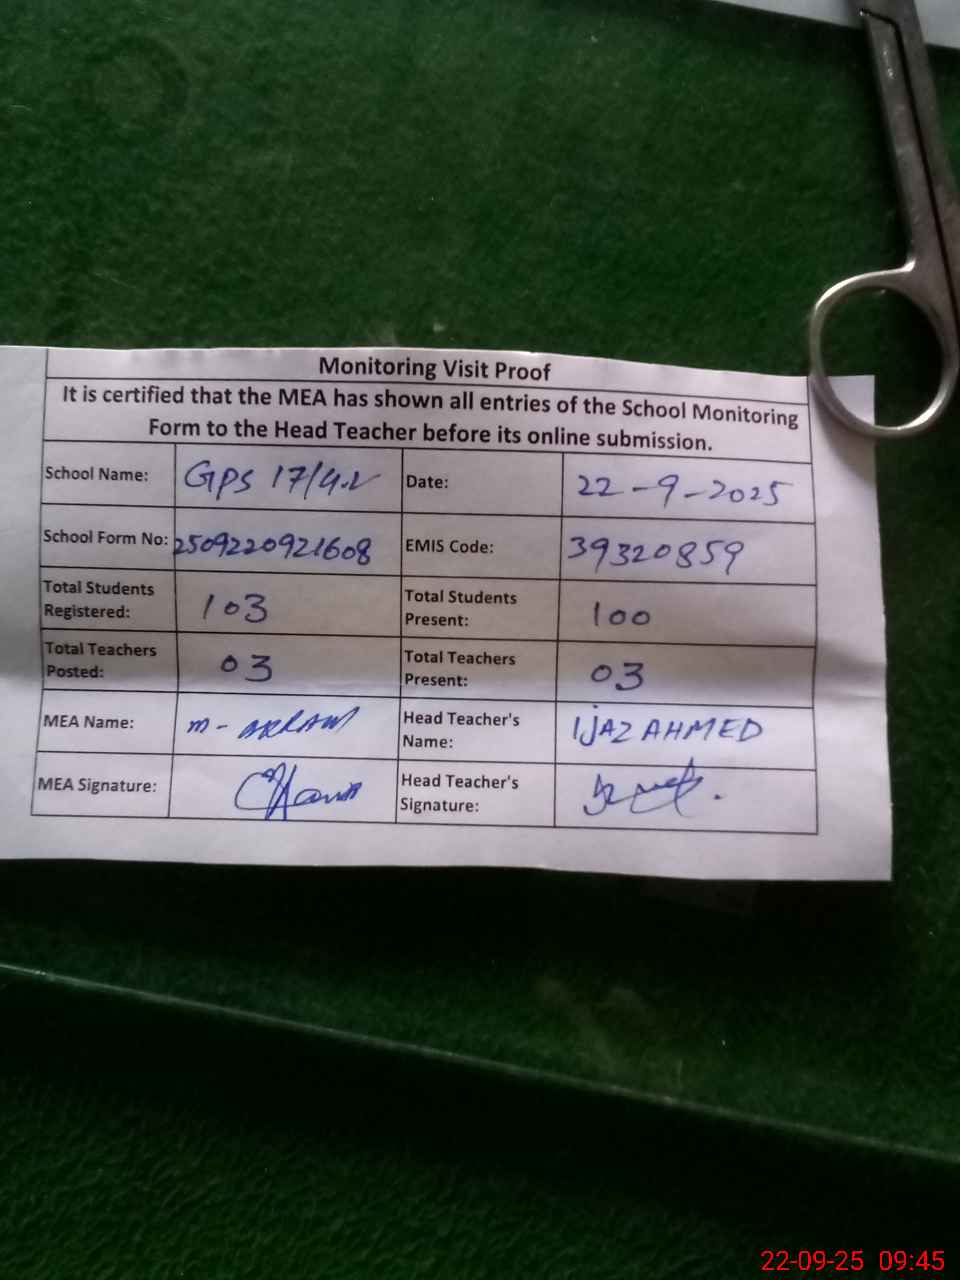 Monitoring Visit Proof
It is certified that the MEA has shown all entries of the School Monitoring
Form to the Head Teacher before its online submission.
School Name: GPS 17/4.L Date: 22-9-2025
School Form No: 2509220921608 EMIS Code: 39320859
Total Students Registered: 103 Total Students Present: 100
Total Teachers Posted: 03 Total Teachers Present: 03
MEA Name: M- AKRAM Head Teacher's Name: IJAZ AHMED
MEA Signature: Head Teacher's Signature:
22-09-25 09:45